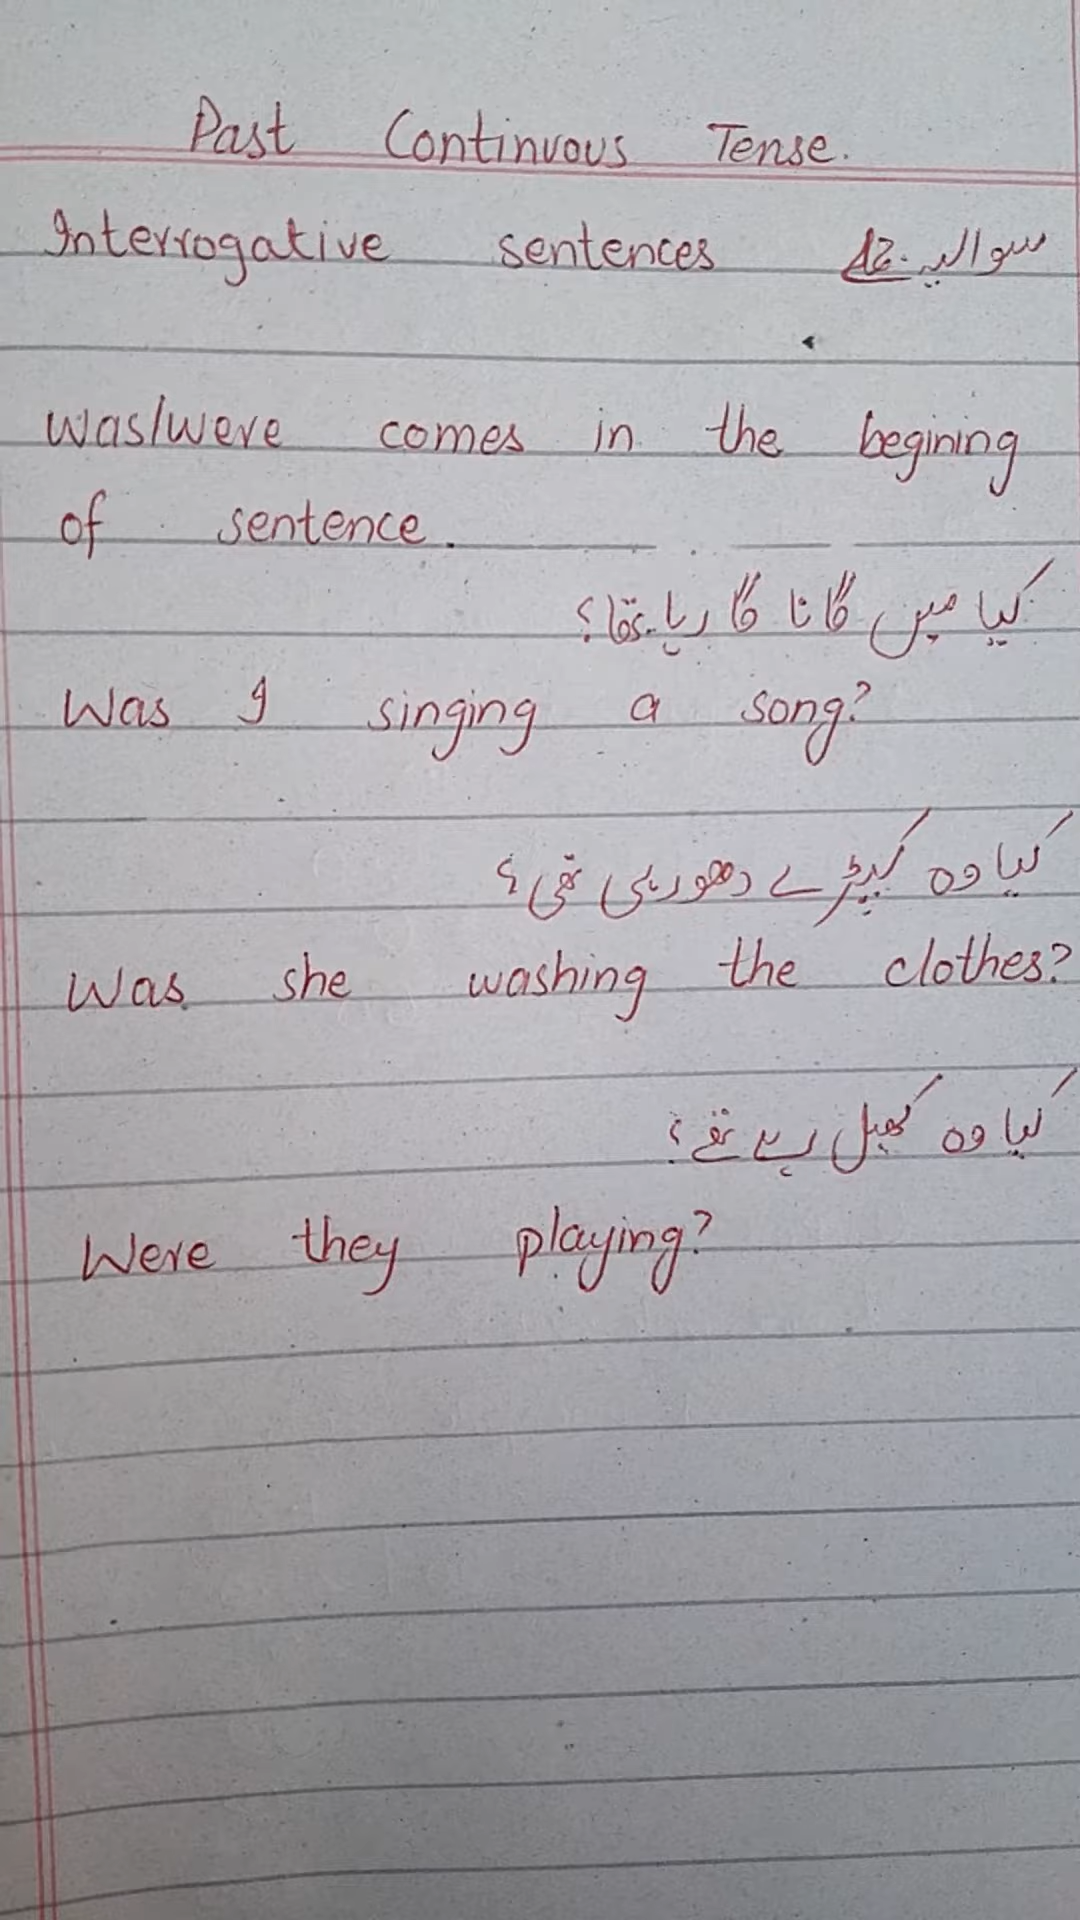 Past Continuous Tense.
Interrogative sentences سوالیہ جملے
was/were comes in the begining
of sentence.
کیا میں گانا گا رہا تھا؟
Was I singing a song?
کیا وہ کپڑے دھو رہی تھی؟
Was she washing the clothes?
کیا وہ کھیل رہے تھے؟
Were they playing?